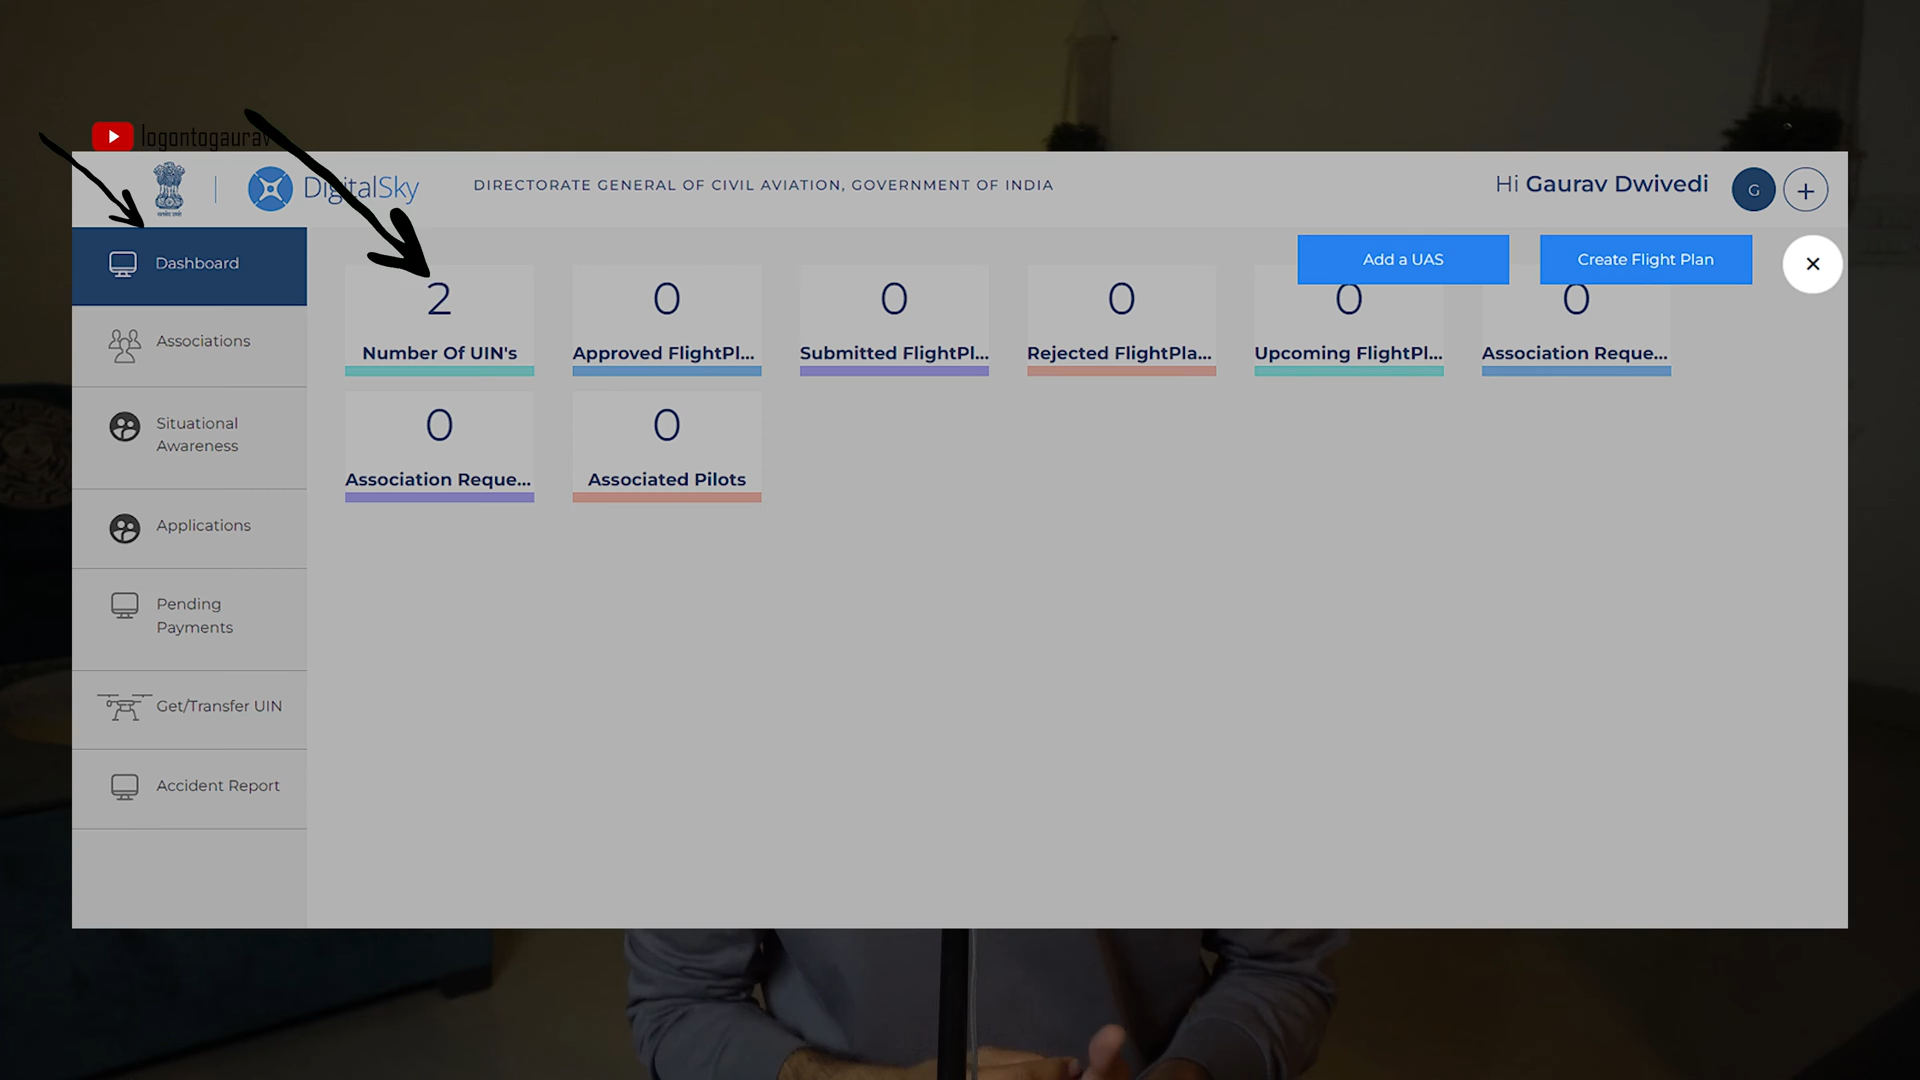 logontogaurav
DigitalSky
DIRECTORATE GENERAL OF CIVIL AVIATION, GOVERNMENT OF INDIA
Hi Gaurav Dwivedi
G
Dashboard
Add a UAS
Create Flight Plan
Associations
Situational
Awareness
Applications
Pending
Payments
Get/Transfer UIN
Accident Report
2
Number Of UIN's
0
Approved FlightPl...
0
Submitted FlightPl...
0
Rejected FlightPla...
0
Upcoming FlightPl...
0
Association Reque...
0
Association Reque...
0
Associated Pilots